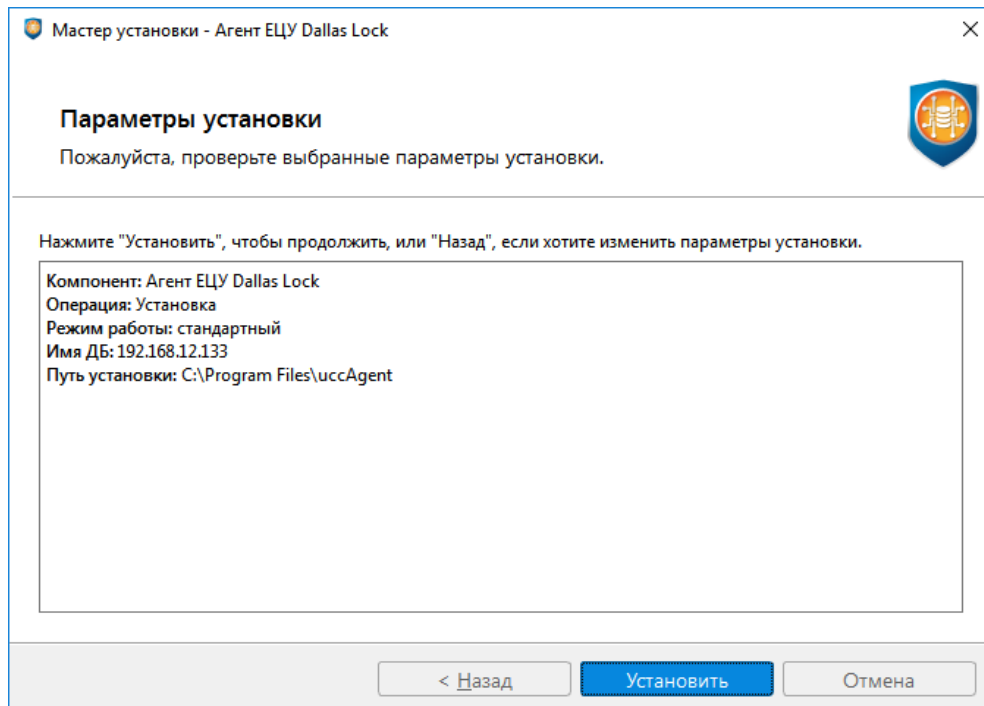 Мастер установки - Агент ЕЦУ Dallas Lock
Параметры установки
Пожалуйста, проверьте выбранные параметры установки.
Нажмите "Установить", чтобы продолжить, или "Назад", если хотите изменить параметры установки.
Компонент: Агент ЕЦУ Dallas Lock
Операция: Установка
Режим работы: стандартный
Имя ДБ: 192.168.12.133
Путь установки: C:\Program Files\uccAgent
< Назад
Установить
Отмена